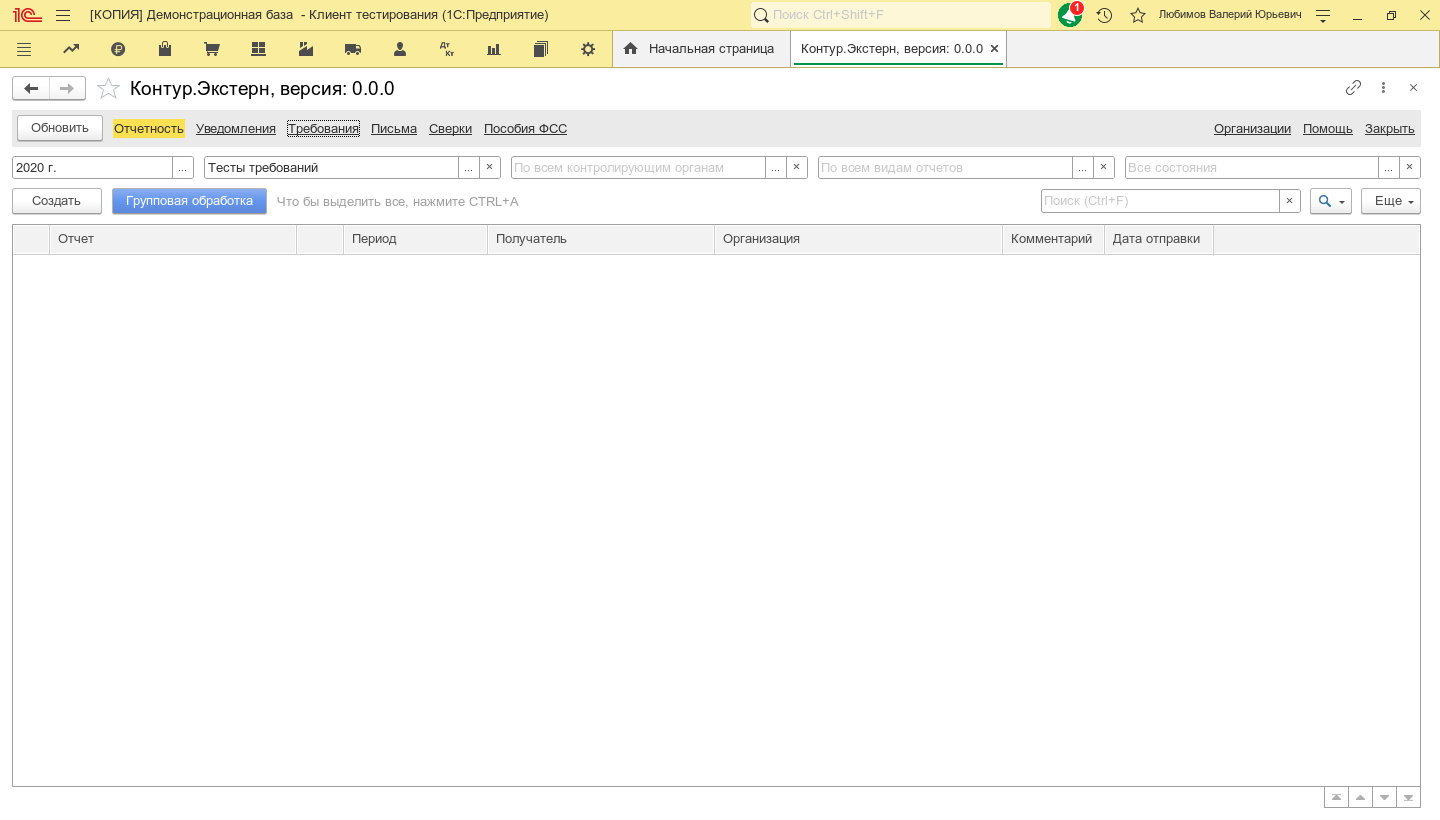 1С [КОПИЯ] Демонстрационная база - Клиент тестирования (1С:Предприятие) Поиск Ctrl+Shift+F 1 Любимов Валерий Юрьевич
Дт Кт Начальная страница Контур.Экстерн, версия: 0.0.0
Контур.Экстерн, версия: 0.0.0
Обновить Отчетность Уведомления Требования Письма Сверки Пособия ФСС Организации Помощь Закрыть
2020 г. ... Тесты требований ... × По всем контролирующим органам ... × По всем видам отчетов ... × Все состояния ... ×
Создать Групповая обработка Что бы выделить все, нажмите CTRL+A Поиск (Ctrl+F) × Еще
Отчет Период Получатель Организация Комментарий Дата отправки